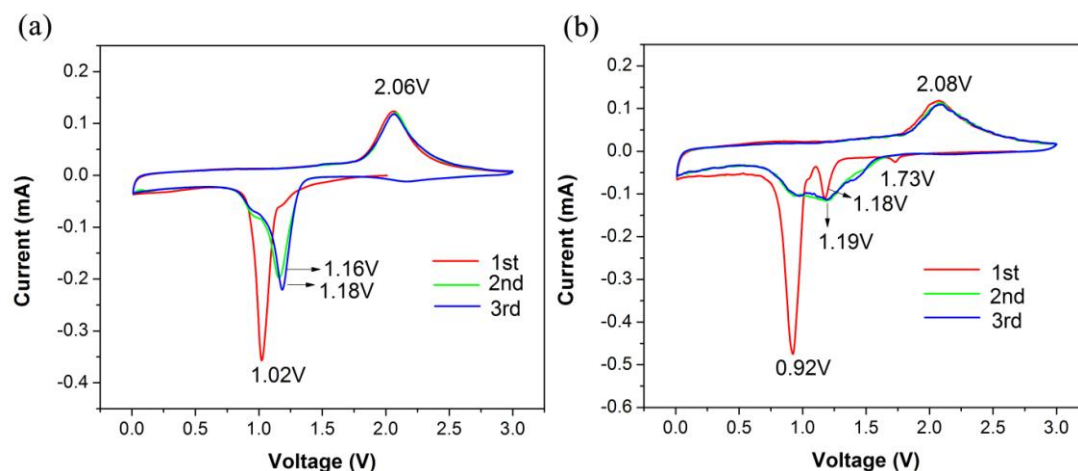 (a)
Current (mA)
0.2
0.1
0.0
-0.1
-0.2
-0.3
-0.4
2.06V
1.16V
1.18V
1.02V
1st
2nd
3rd
0.0 0.5 1.0 1.5 2.0 2.5 3.0
Voltage (V)
(b)
Current (mA)
0.2
0.1
0.0
-0.1
-0.2
-0.3
-0.4
-0.5
-0.6
2.08V
1.73V
1.18V
1.19V
0.92V
1st
2nd
3rd
0.0 0.5 1.0 1.5 2.0 2.5 3.0
Voltage (V)